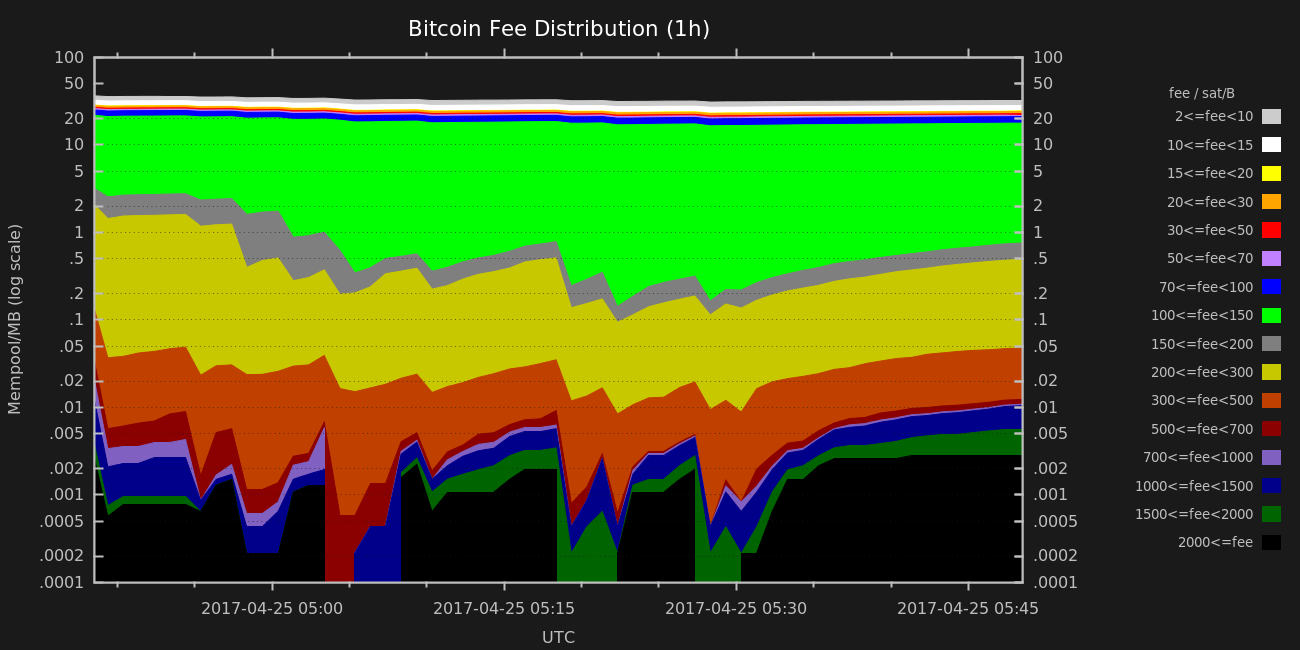 Bitcoin Fee Distribution (1h)
100
50
20
10
5
2
1
.5
.2
.1
.05
.02
.01
.005
.002
.001
.0005
.0002
.0001
Mempool/MB (log scale)
100
50
20
10
5
2
1
.5
.2
.1
.05
.02
.01
.005
.002
.001
.0005
.0002
.0001
2017-04-25 05:00
2017-04-25 05:15
2017-04-25 05:30
2017-04-25 05:45
UTC
fee / sat/B
2<=fee<10
10<=fee<15
15<=fee<20
20<=fee<30
30<=fee<50
50<=fee<70
70<=fee<100
100<=fee<150
150<=fee<200
200<=fee<300
300<=fee<500
500<=fee<700
700<=fee<1000
1000<=fee<1500
1500<=fee<2000
2000<=fee